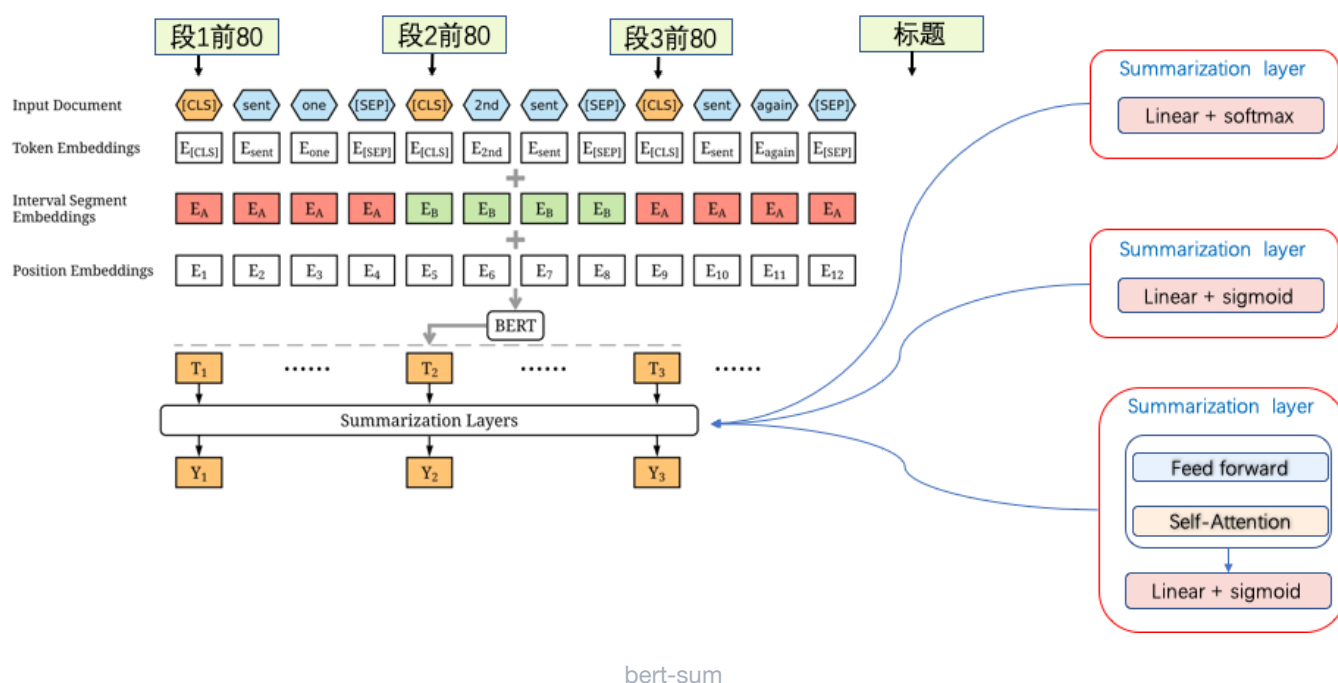 段1前80 段2前80 段3前80 标题
Input Document [CLS] sent one [SEP] [CLS] 2nd sent [SEP] [CLS] sent again [SEP]
Token Embeddings E[CLS] Esent Eone E[SEP] E[CLS] E2nd Esent E[SEP] E[CLS] Esent Eagain E[SEP]
+
Interval Segment
Embeddings
EA EA EA EA EB EB EB EB EA EA EA EA
+
Position Embeddings E1 E2 E3 E4 E5 E6 E7 E8 E9 E10 E11 E12
BERT
T1 ...... T2 ...... T3 ......
Summarization Layers
Y1 Y2 Y3
Summarization layer
Linear + softmax
Summarization layer
Linear + sigmoid
Summarization layer
Feed forward
Self-Attention
Linear + sigmoid
bert-sum